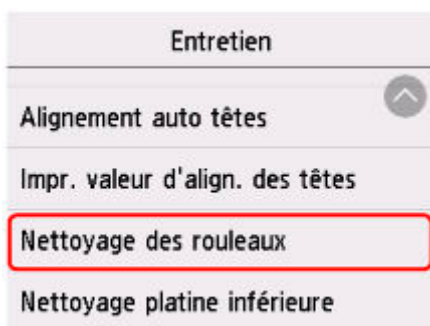 Entretien
Alignement auto têtes
Impr. valeur d'align. des têtes
Nettoyage des rouleaux
Nettoyage platine inférieure